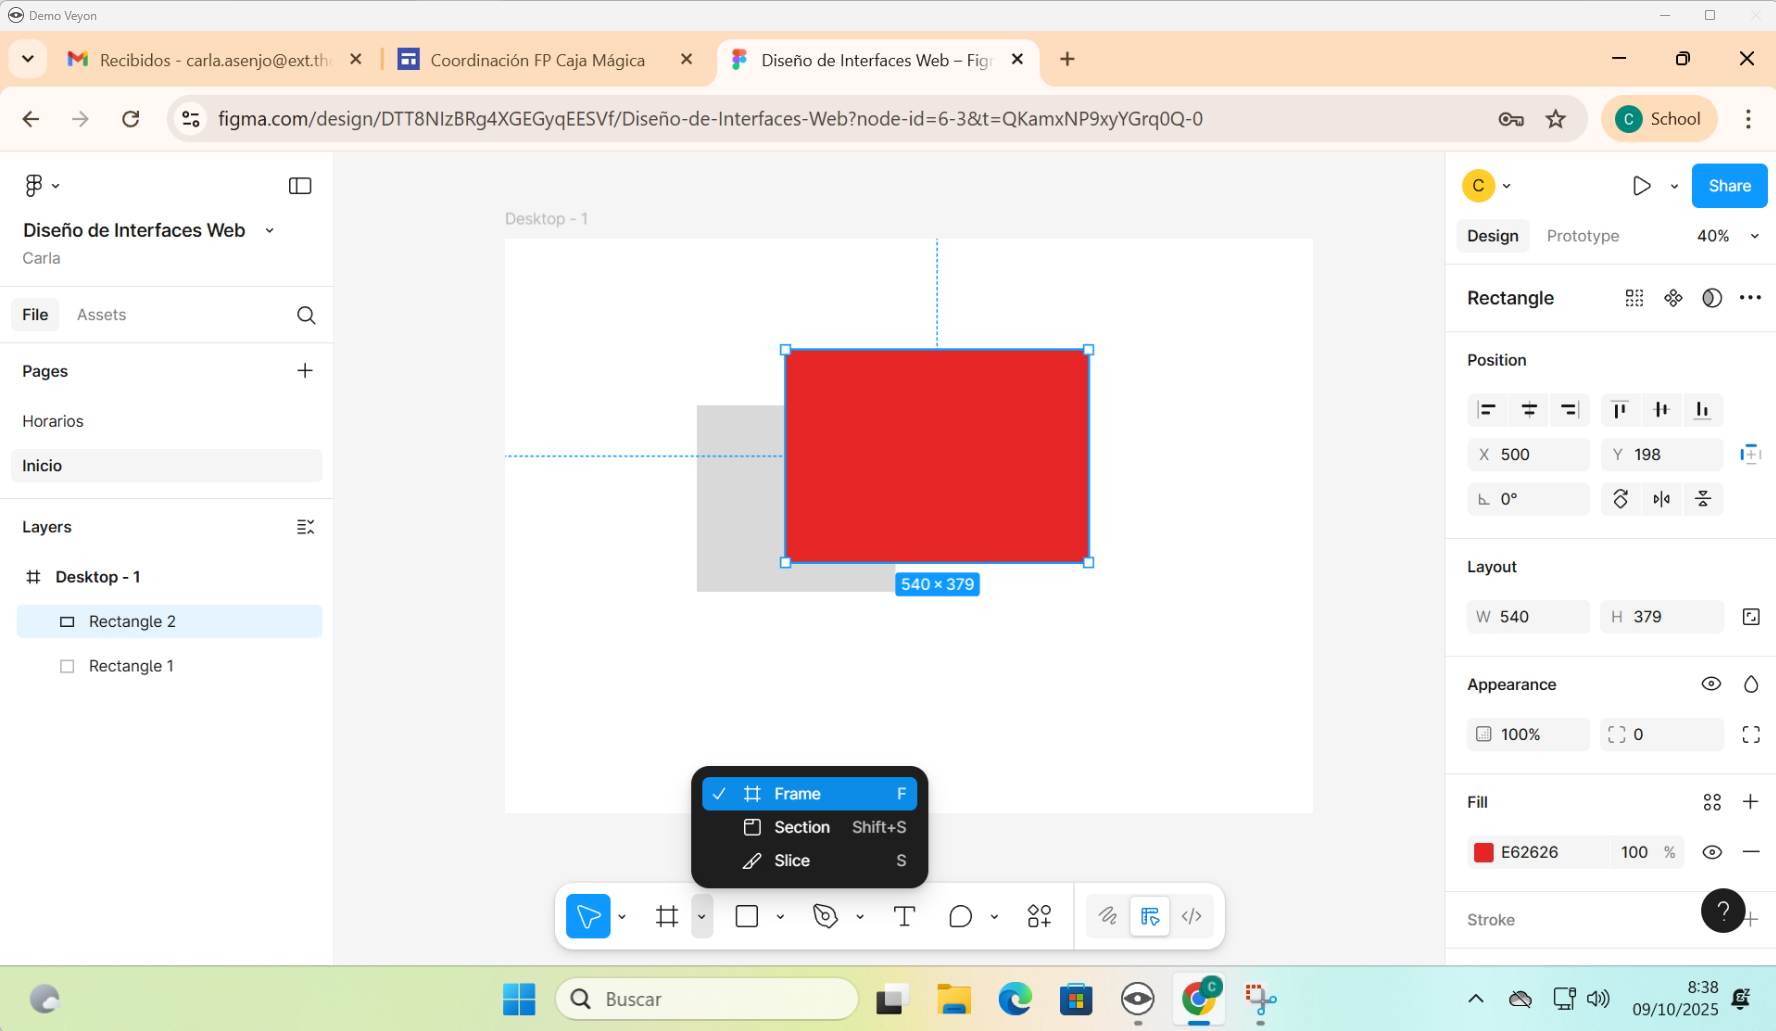 Demo Veyon
Recibidos - carla.asenjo@ext.th
Coordinación FP Caja Mágica
Diseño de Interfaces Web – Figr
figma.com/design/DTT8NIzBRg4XGEGyqEESVf/Diseño-de-Interfaces-Web?node-id=6-3&t=QKamxNP9xyYGrq0Q-0
C
School
Diseño de Interfaces Web
Carla
File
Assets
Pages
Horarios
Inicio
Layers
Desktop - 1
Rectangle 2
Rectangle 1
Desktop - 1
540 × 379
Frame F
Section Shift+S
Slice S
C
Share
Design
Prototype
40%
Rectangle
Position
X 500
Y 198
0°
Layout
W 540
H 379
Appearance
100%
0
Fill
E62626
100 %
Stroke
?
Buscar
C
8:38
09/10/2025